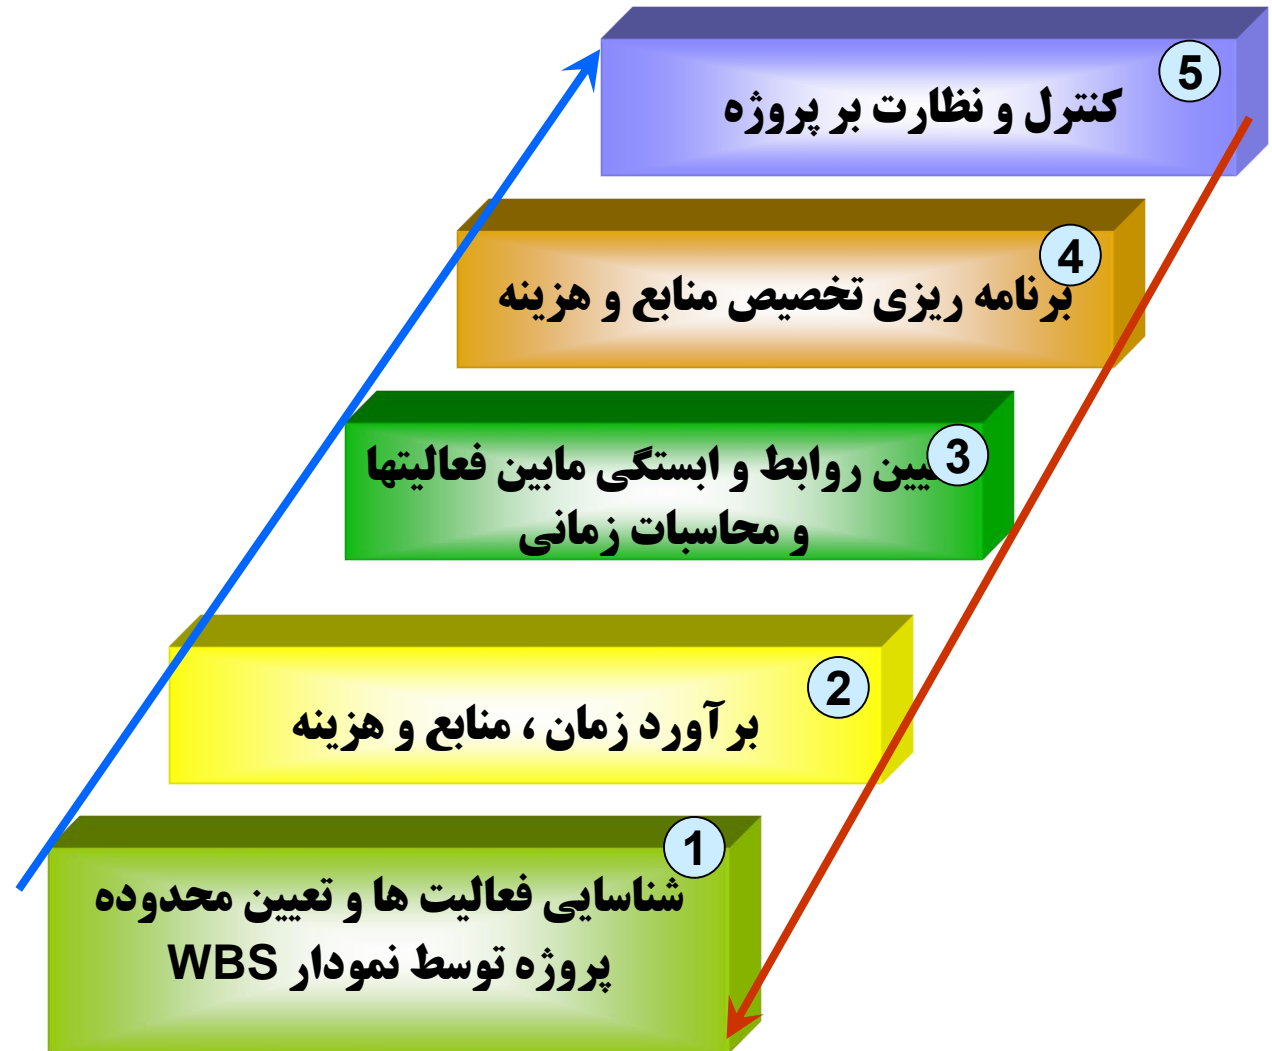 5
کنترل و نظارت بر پروژه
4
برنامه ریزی تخصیص منابع و هزینه
3
روابط و ابستگی مابین فعالیتها
و محاسبات زمانی
2
برآورد زمان ، منابع و هزینه
1
شناسایی فعالیت ها و تعیین محدوده
پروژه توسط نمودار WBS